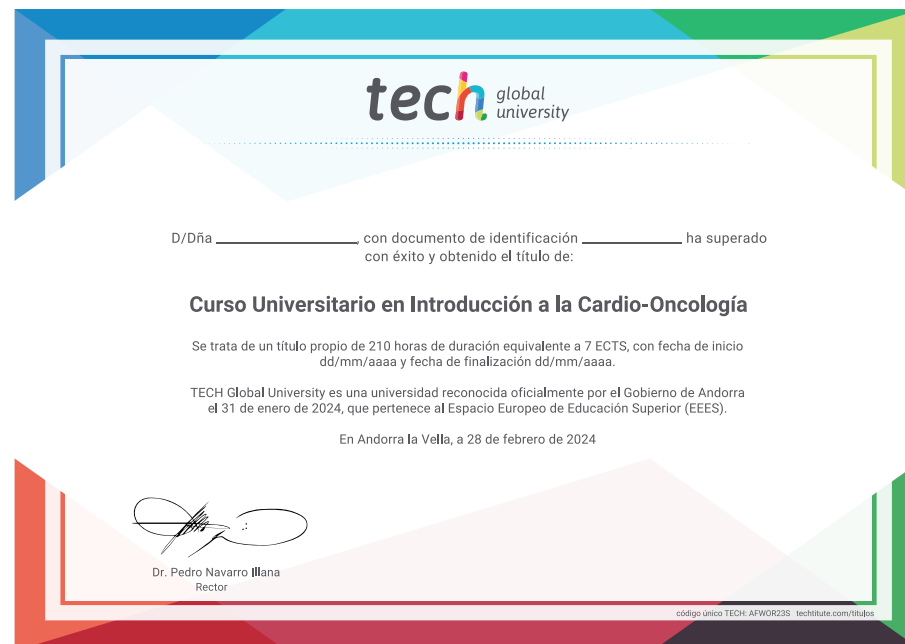 tech global
university
D/Dña ____________________, con documento de identificación ______________ ha superado
con éxito y obtenido el título de:
Curso Universitario en Introducción a la Cardio-Oncología
Se trata de un título propio de 210 horas de duración equivalente a 7 ECTS, con fecha de inicio
dd/mm/aaaa y fecha de finalización dd/mm/aaaa.
TECH Global University es una universidad reconocida oficialmente por el Gobierno de Andorra
el 31 de enero de 2024, que pertenece al Espacio Europeo de Educación Superior (EEES).
En Andorra la Vella, a 28 de febrero de 2024
Dr. Pedro Navarro Illana
Rector
código único TECH: AFWOR23S techtitute.com/titulos